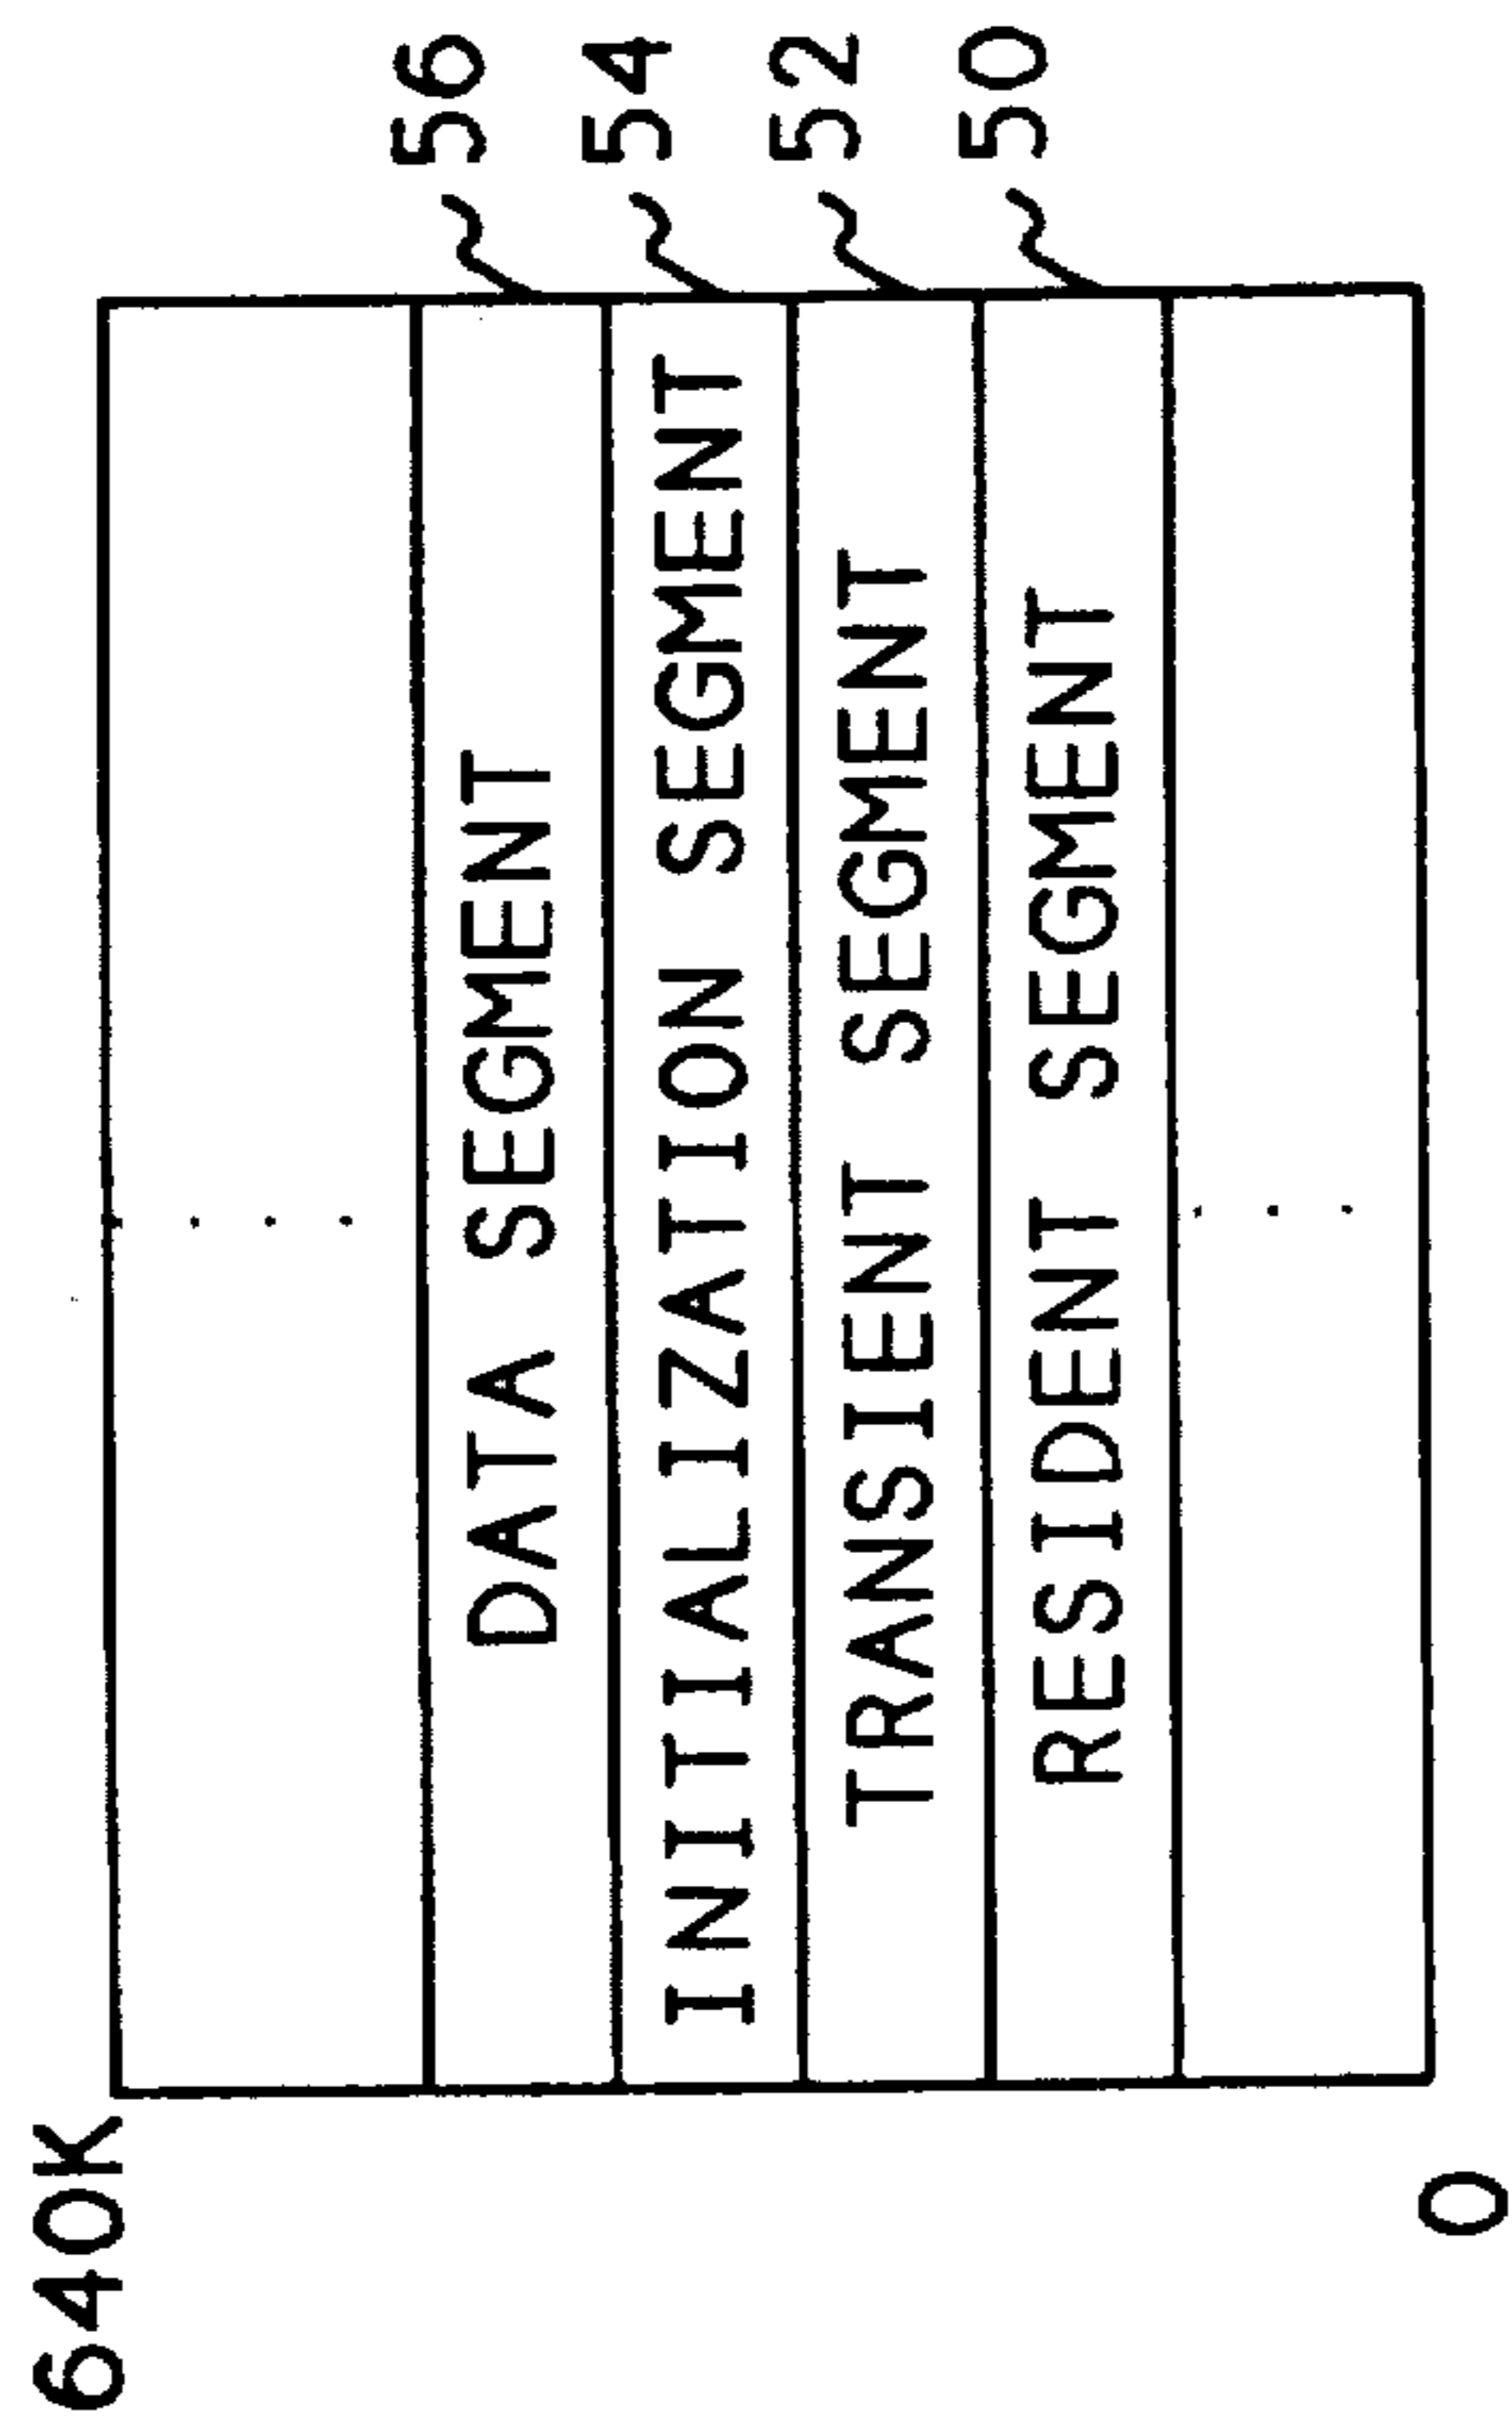 640K
DATA SEGMENT 56
INITIALIZATION SEGMENT 54
TRANSIENT SEGMENT 52
RESIDENT SEGMENT 50
0